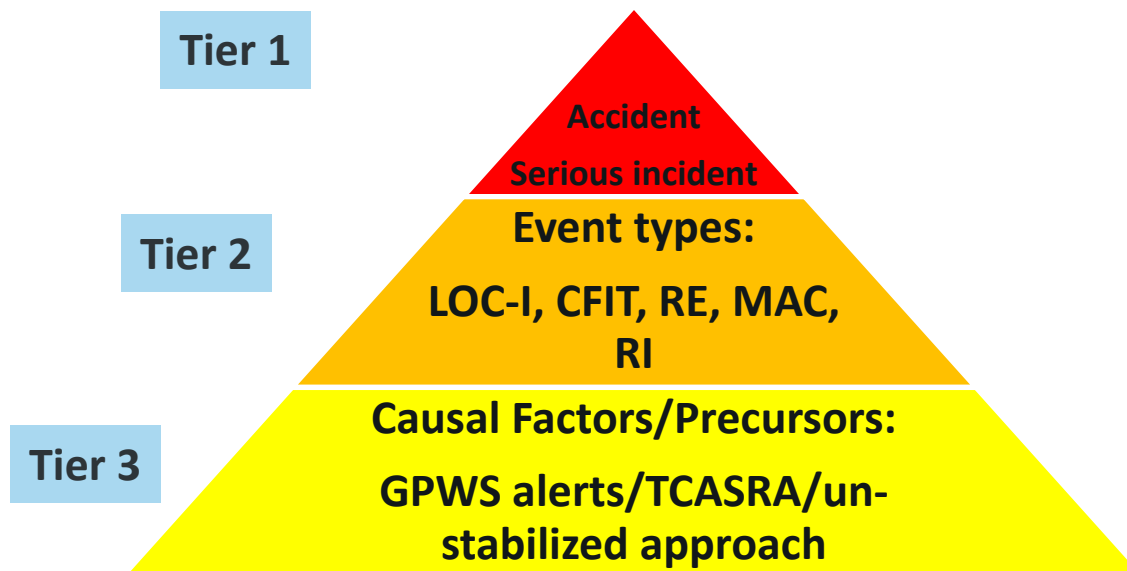 Tier 1
Accident
Serious incident
Tier 2
Event types:
LOC-I, CFIT, RE, MAC,
RI
Tier 3
Causal Factors/Precursors:
GPWS alerts/TCASRA/un-
stabilized approach